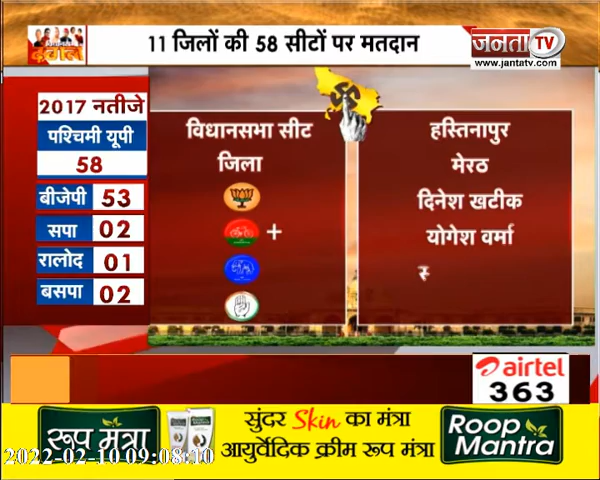 दंगल
11 जिलों की 58 सीटों पर मतदान
जनता TV
www.jantatv.com
2017 नतीजे
पश्चिमी यूपी
58
बीजेपी 53
सपा 02
रालोद 01
बसपा 02
विधानसभा सीट हस्तिनापुर
जिला मेरठ
दिनेश खटीक
+ योगेश वर्मा
airtel
363
रूप मंत्रा
सुंदर Skin का मंत्रा
आयुर्वेदिक क्रीम रूप मंत्रा
Roop
Mantra
2022-02-10 09:08:10